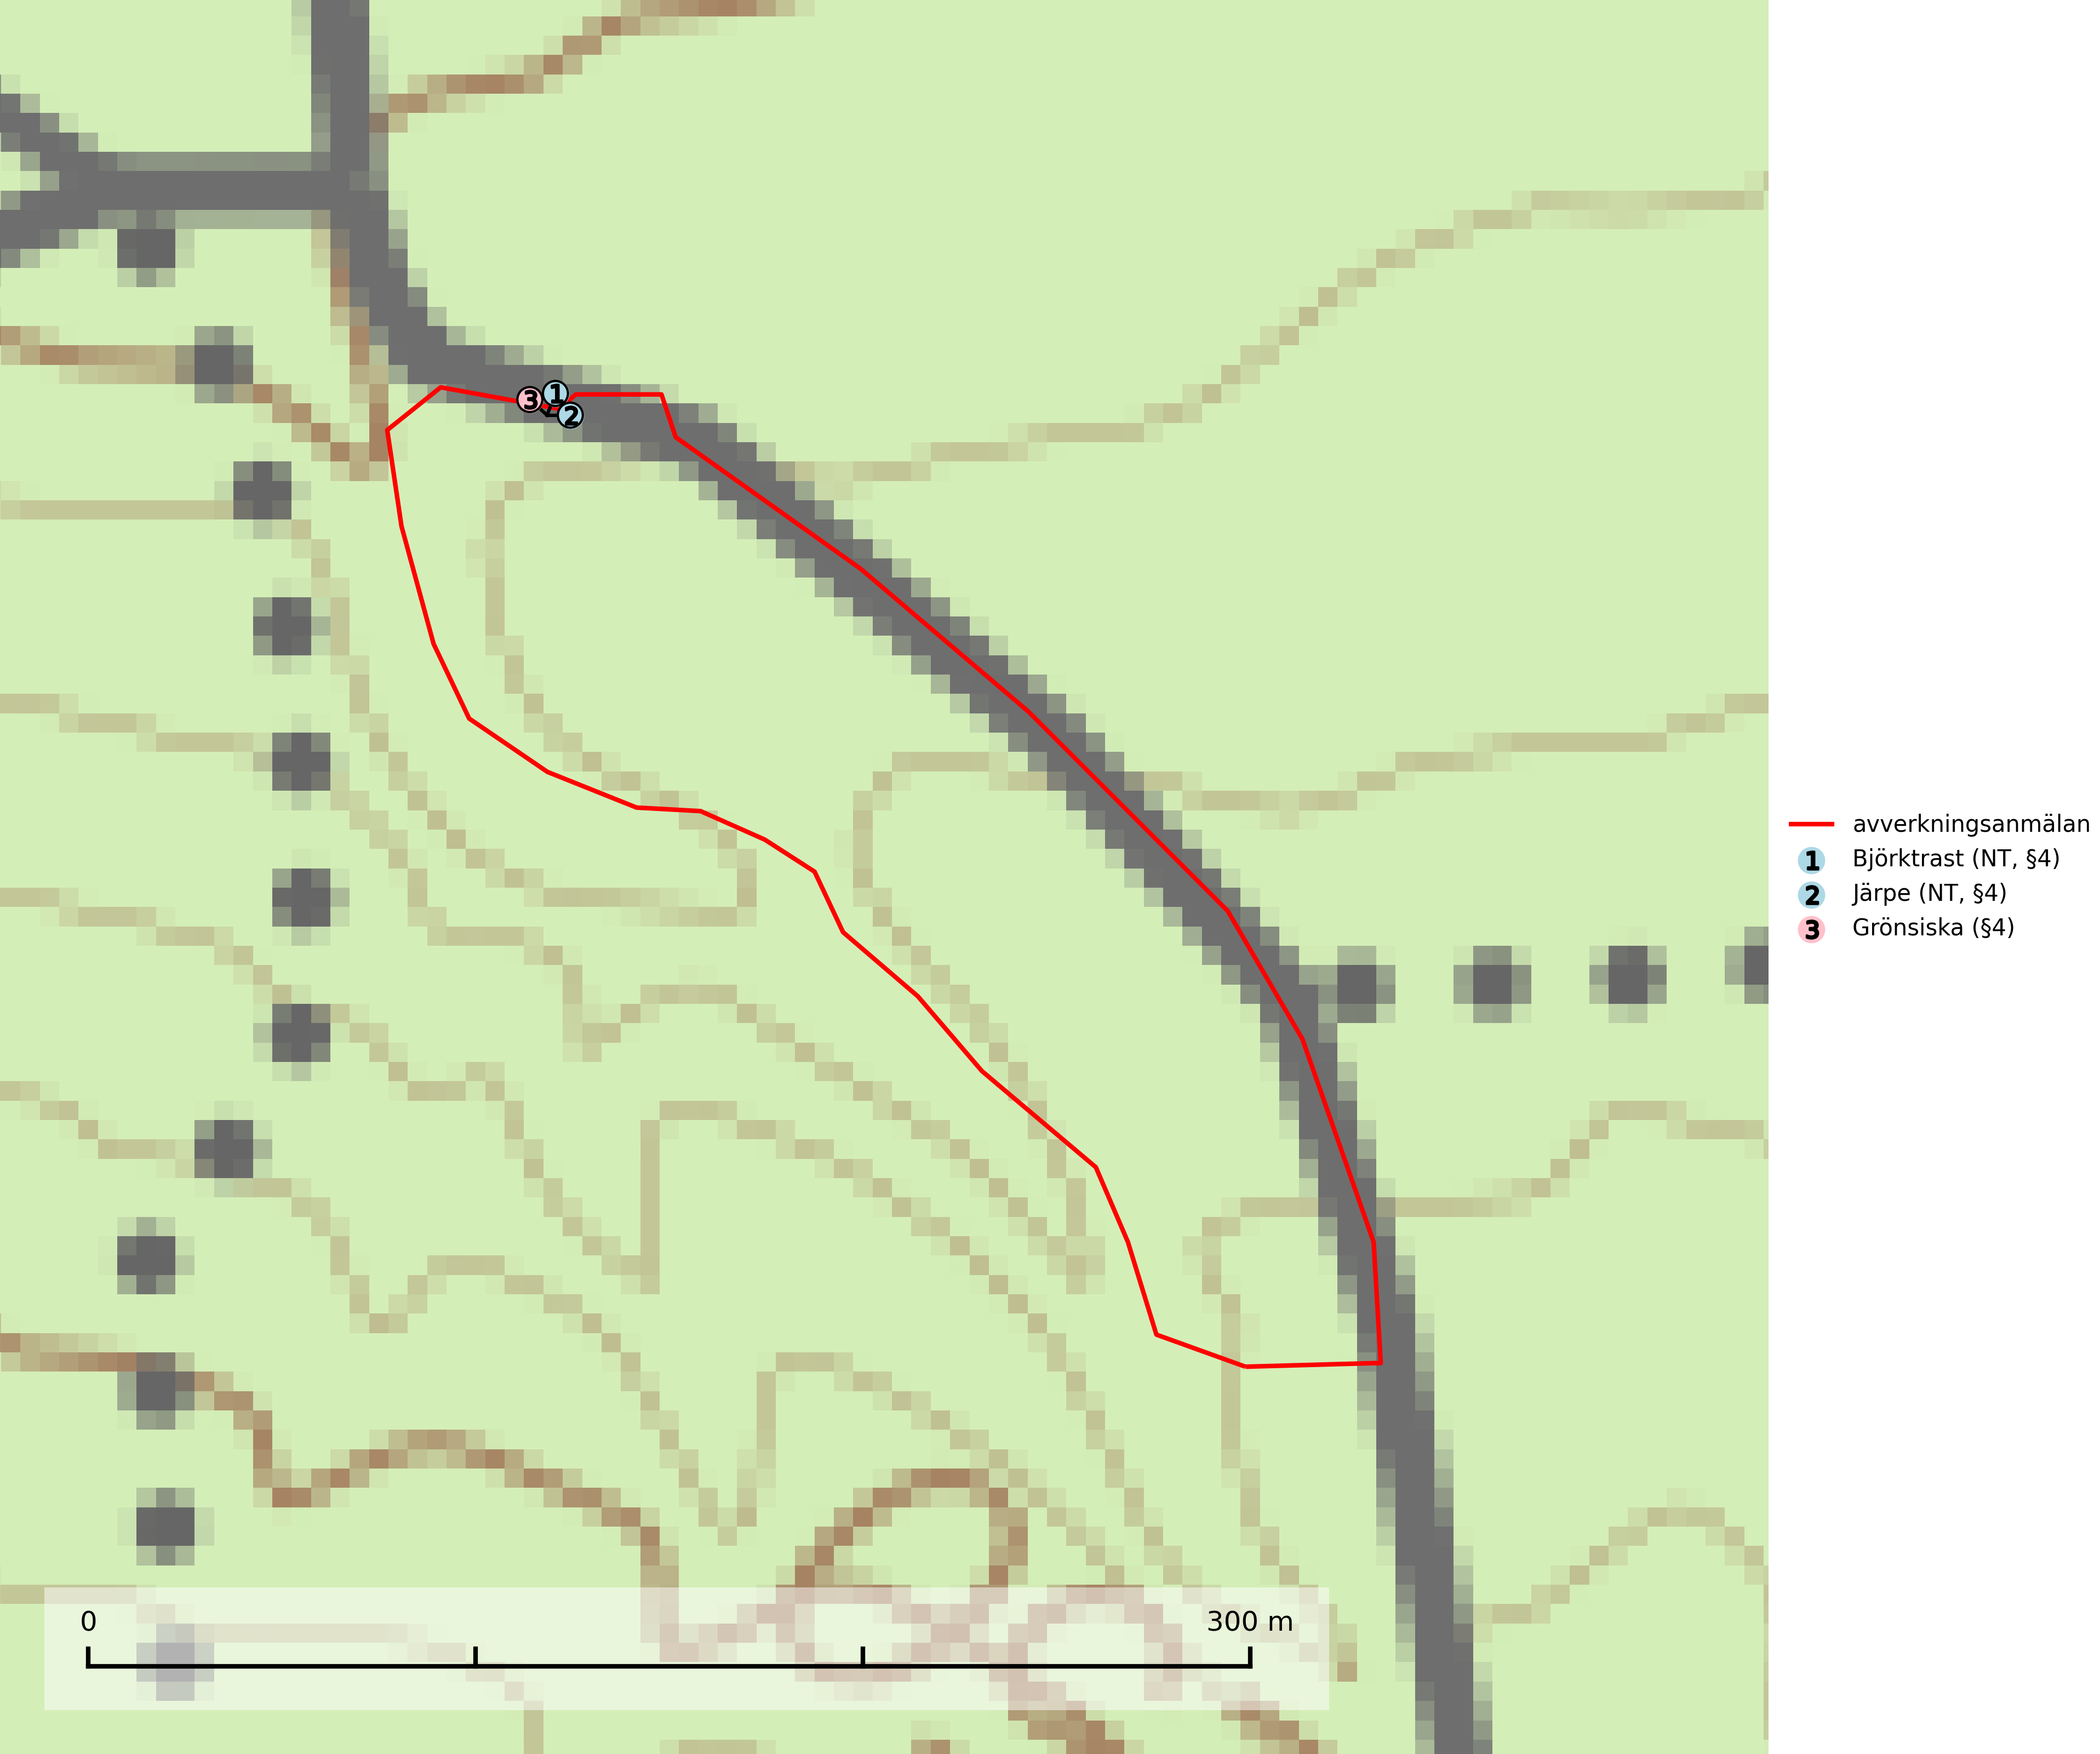 3
1
2
avverkningsanmälan
1 Björktrast (NT, §4)
2 Järpe (NT, §4)
3 Grönsiska (§4)
0 300 m